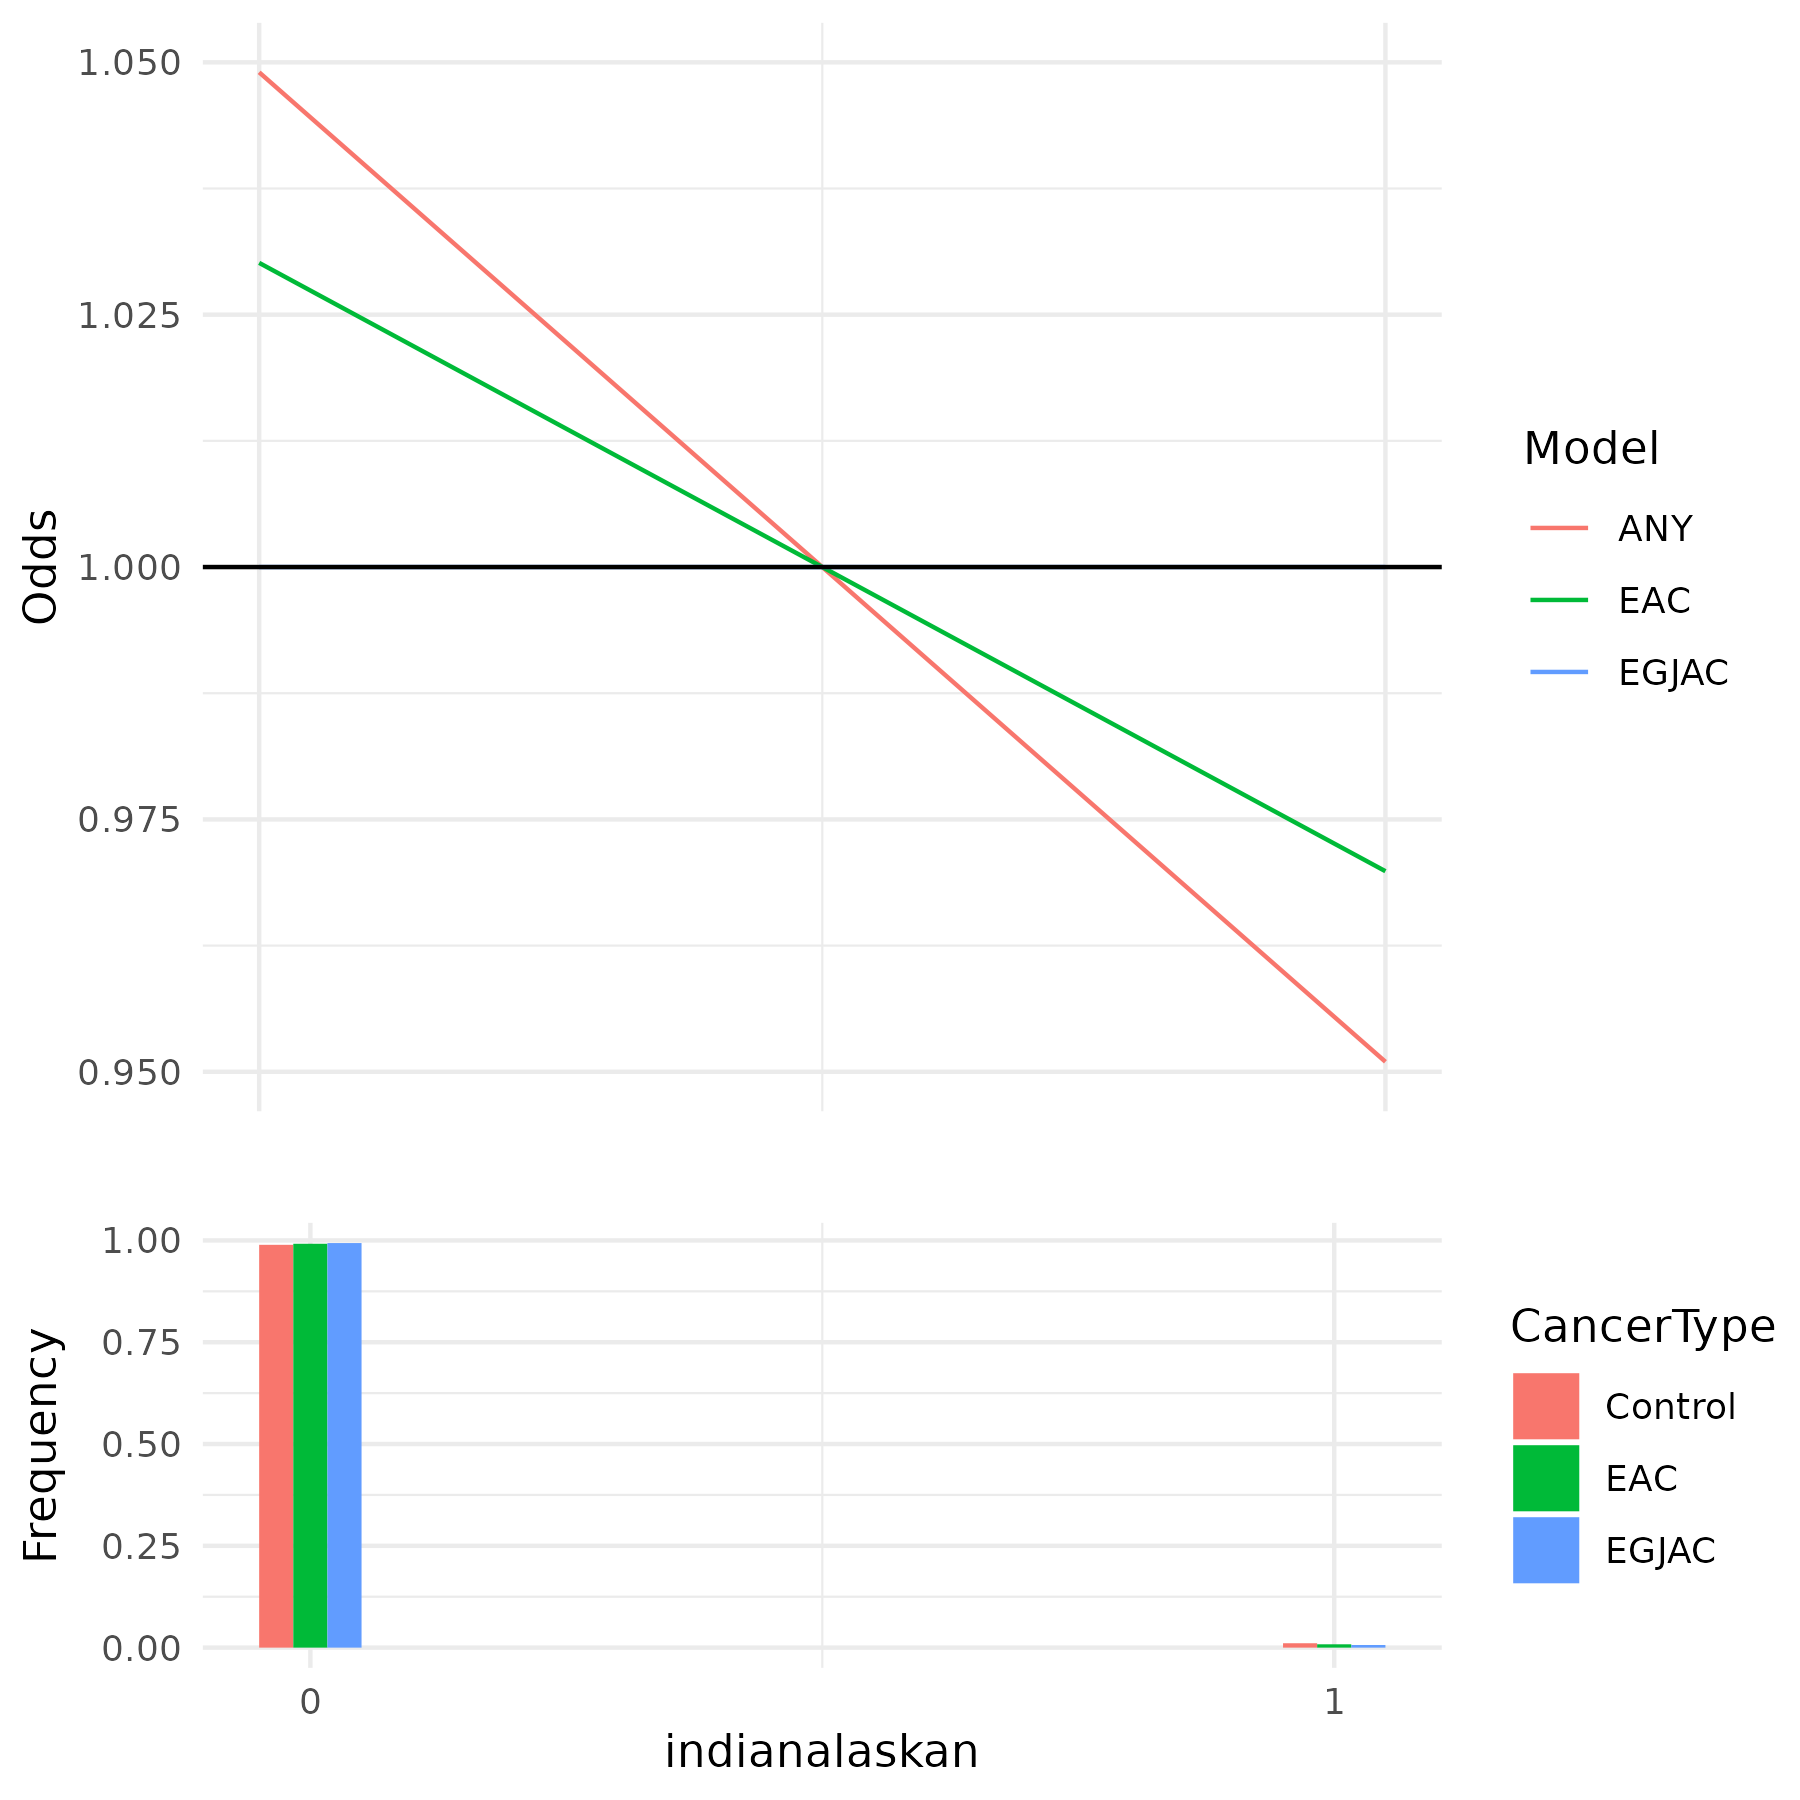 1.050
1.025
1.000
0.975
0.950
Odds
Model
ANY
EAC
EGJAC
1.00
0.75
0.50
0.25
0.00
Frequency
0
1
indianalaskan
CancerType
Control
EAC
EGJAC